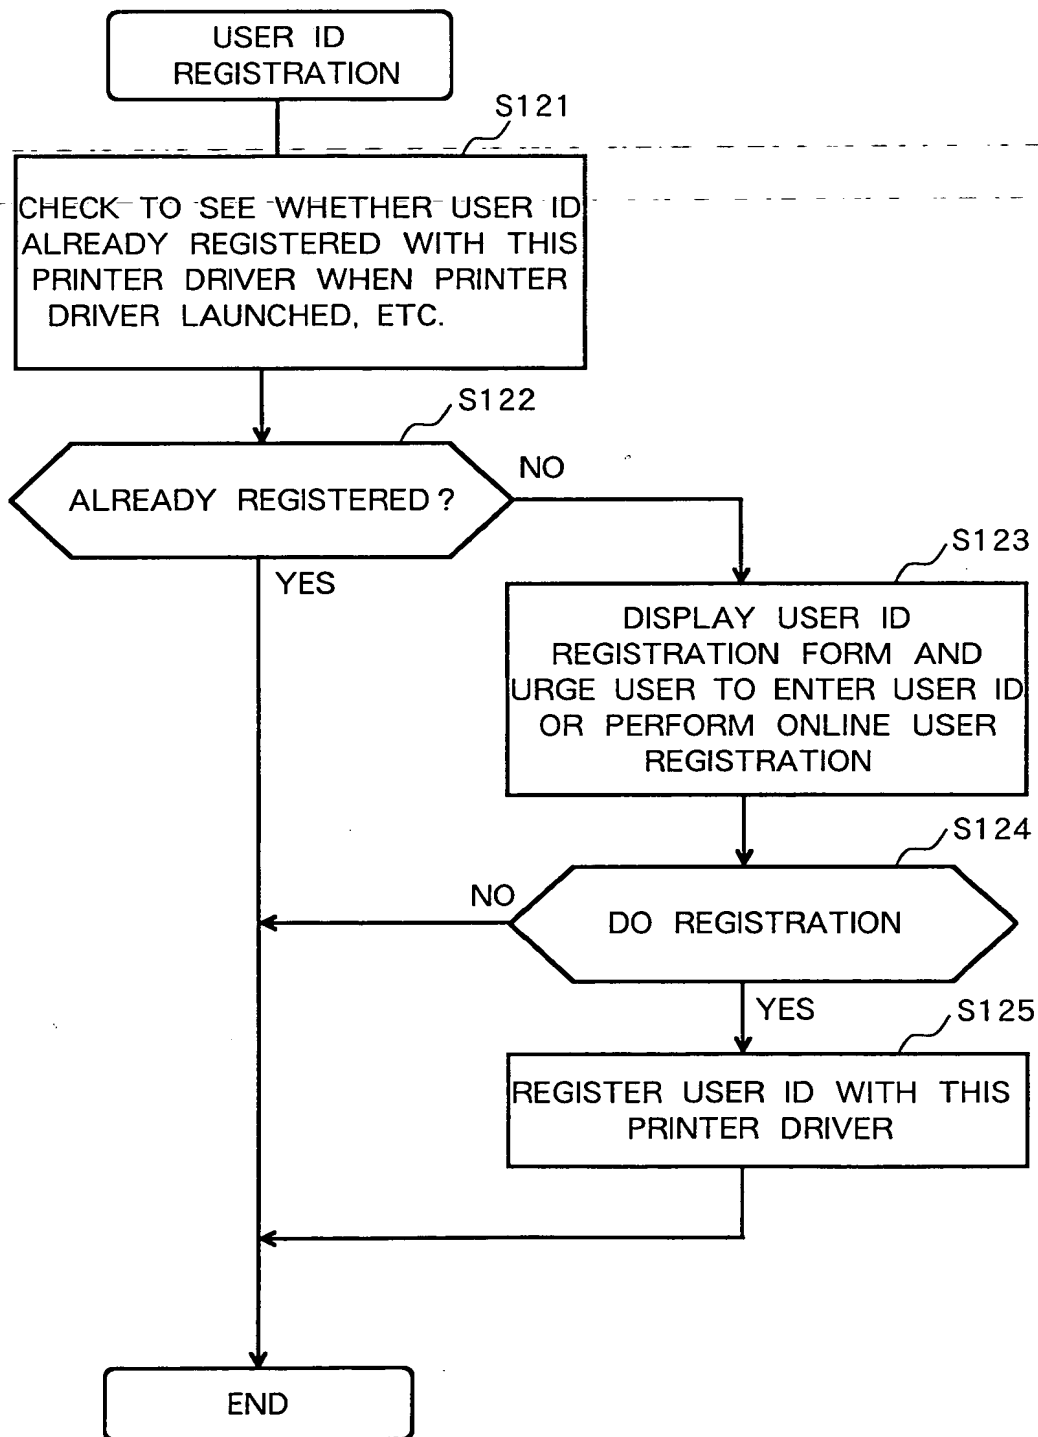 USER ID
REGISTRATION
S121
CHECK TO SEE WHETHER USER ID
ALREADY REGISTERED WITH THIS
PRINTER DRIVER WHEN PRINTER
DRIVER LAUNCHED, ETC.
S122
ALREADY REGISTERED?
NO
YES
S123
DISPLAY USER ID
REGISTRATION FORM AND
URGE USER TO ENTER USER ID
OR PERFORM ONLINE USER
REGISTRATION
S124
NO
DO REGISTRATION
YES
S125
REGISTER USER ID WITH THIS
PRINTER DRIVER
END